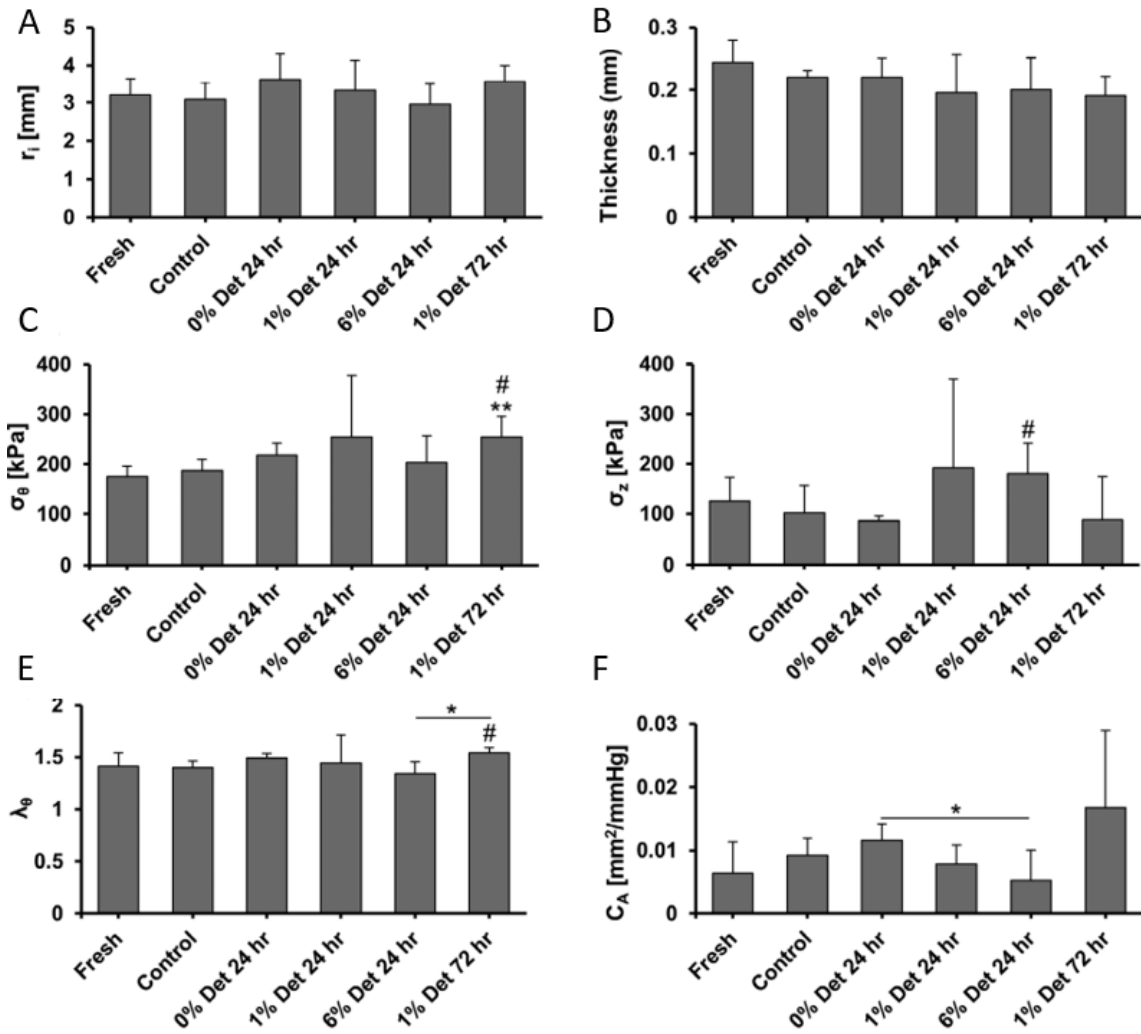 A
r_i [mm]
5
4
3
2
1
0
Fresh
Control
0% Det 24 hr
1% Det 24 hr
6% Det 24 hr
1% Det 72 hr
B
Thickness (mm)
0.3
0.2
0.1
0
Fresh
Control
0% Det 24 hr
1% Det 24 hr
6% Det 24 hr
1% Det 72 hr
C
σ_θ [kPa]
400
300
200
100
0
#
**
Fresh
Control
0% Det 24 hr
1% Det 24 hr
6% Det 24 hr
1% Det 72 hr
D
σ_z [kPa]
400
300
200
100
0
#
Fresh
Control
0% Det 24 hr
1% Det 24 hr
6% Det 24 hr
1% Det 72 hr
E
λ_θ
2
1.5
1
0.5
0
*
#
Fresh
Control
0% Det 24 hr
1% Det 24 hr
6% Det 24 hr
1% Det 72 hr
F
C_A [mm²/mmHg]
0.03
0.02
0.01
0
*
Fresh
Control
0% Det 24 hr
1% Det 24 hr
6% Det 24 hr
1% Det 72 hr